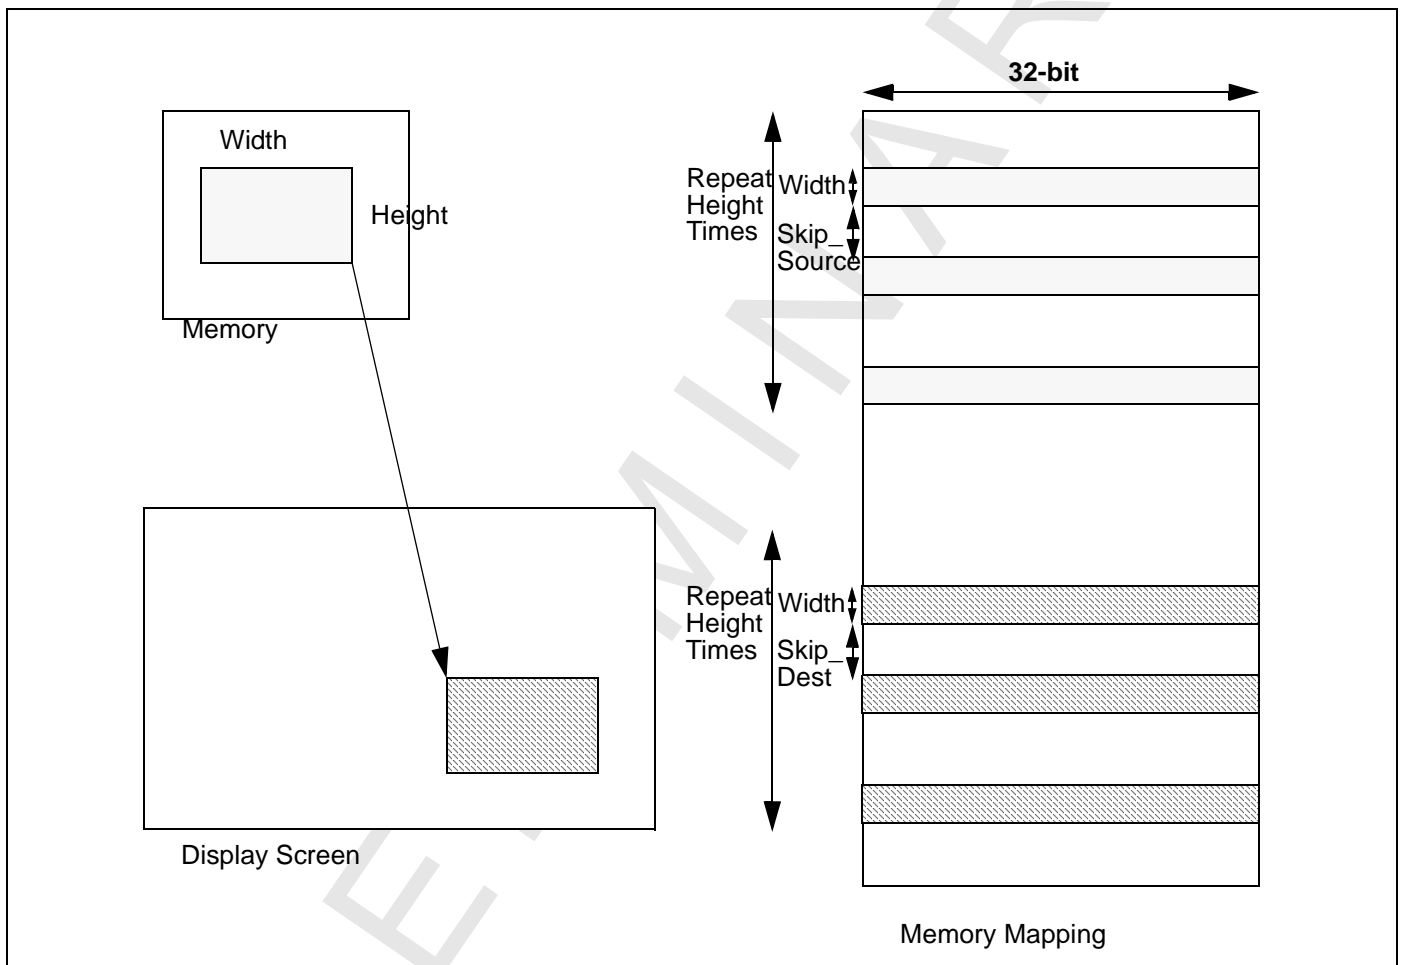 32-bit
Width
Height
Memory
Repeat
Height
Times
Width
Skip_
Source
Repeat
Height
Times
Width
Skip_
Dest
Display Screen
Memory Mapping
E
M I N A R